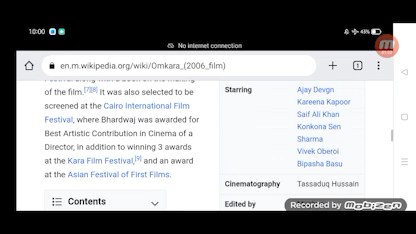 10:00
48%
No internet connection
en.m.wikipedia.org/wiki/Omkara_(2006_film)
1
of the film.[7][8] It was also selected to be
screened at the Cairo International Film
Festival, where Bhardwaj was awarded for
Best Artistic Contribution in Cinema of a
Director, in addition to winning 3 awards
at the Kara Film Festival,[9] and an award
at the Asian Festival of First Films.
Contents
Starring
Ajay Devgn
Kareena Kapoor
Saif Ali Khan
Konkona Sen
Sharma
Vivek Oberoi
Bipasha Basu
Cinematography
Tassaduq Hussain
Edited by
Recorded by
MOBIZEN